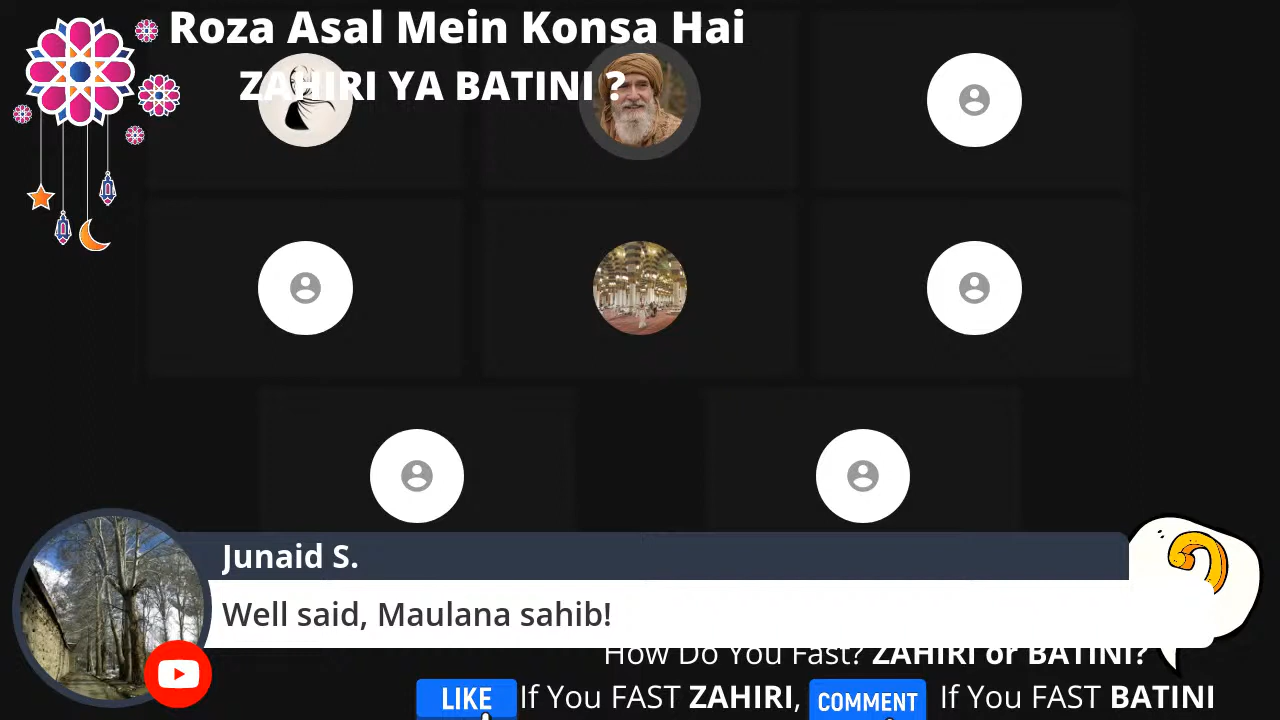 Roza Asal Mein Konsa Hai
ZAHIRI YA BATINI ?
Junaid S.
Well said, Maulana sahib!
How Do You Fast? ZAHIRI or BATINI?
LIKE If You FAST ZAHIRI, COMMENT If You FAST BATINI